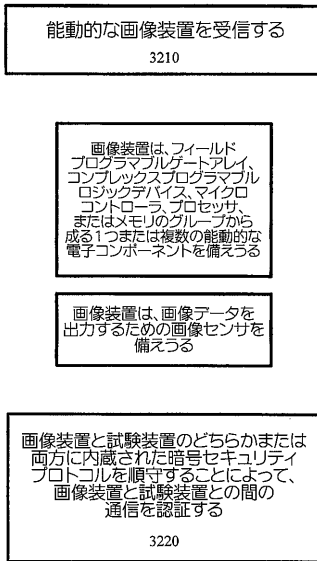 能動的な画像装置を受信する
3210
画像装置は、フィールド
プログラマブルゲートアレイ、
コンプレックスプログラマブル
ロジックデバイス、マイクロ
コントローラ、プロセッサ、
またはメモリのグループから
成る1つまたは複数の能動的な
電子コンポーネントを備えうる
画像装置は、画像データを
出力するための画像センサを
備えうる
画像装置と試験装置のどちらかまたは
両方に内蔵された暗号セキュリティ
プロトコルを順守することによって、
画像装置と試験装置との間の
通信を認証する
3220